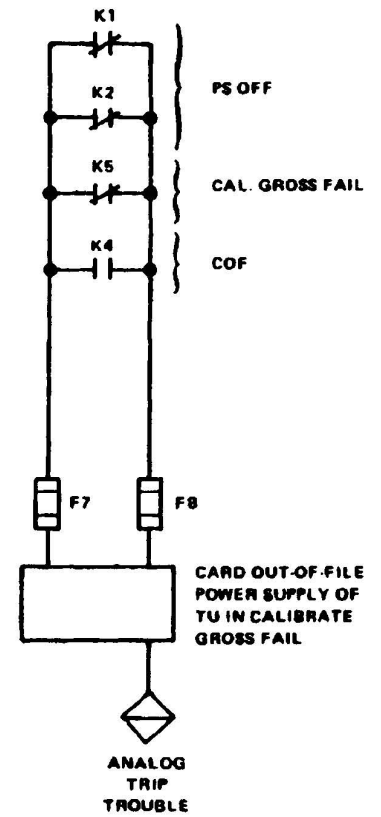 K1
PS OFF
K2
K5
CAL. GROSS FAIL
K4
COF
F7
F8
CARD OUT-OF-FILE
POWER SUPPLY OF
TU IN CALIBRATE
GROSS FAIL
ANALOG
TRIP
TROUBLE